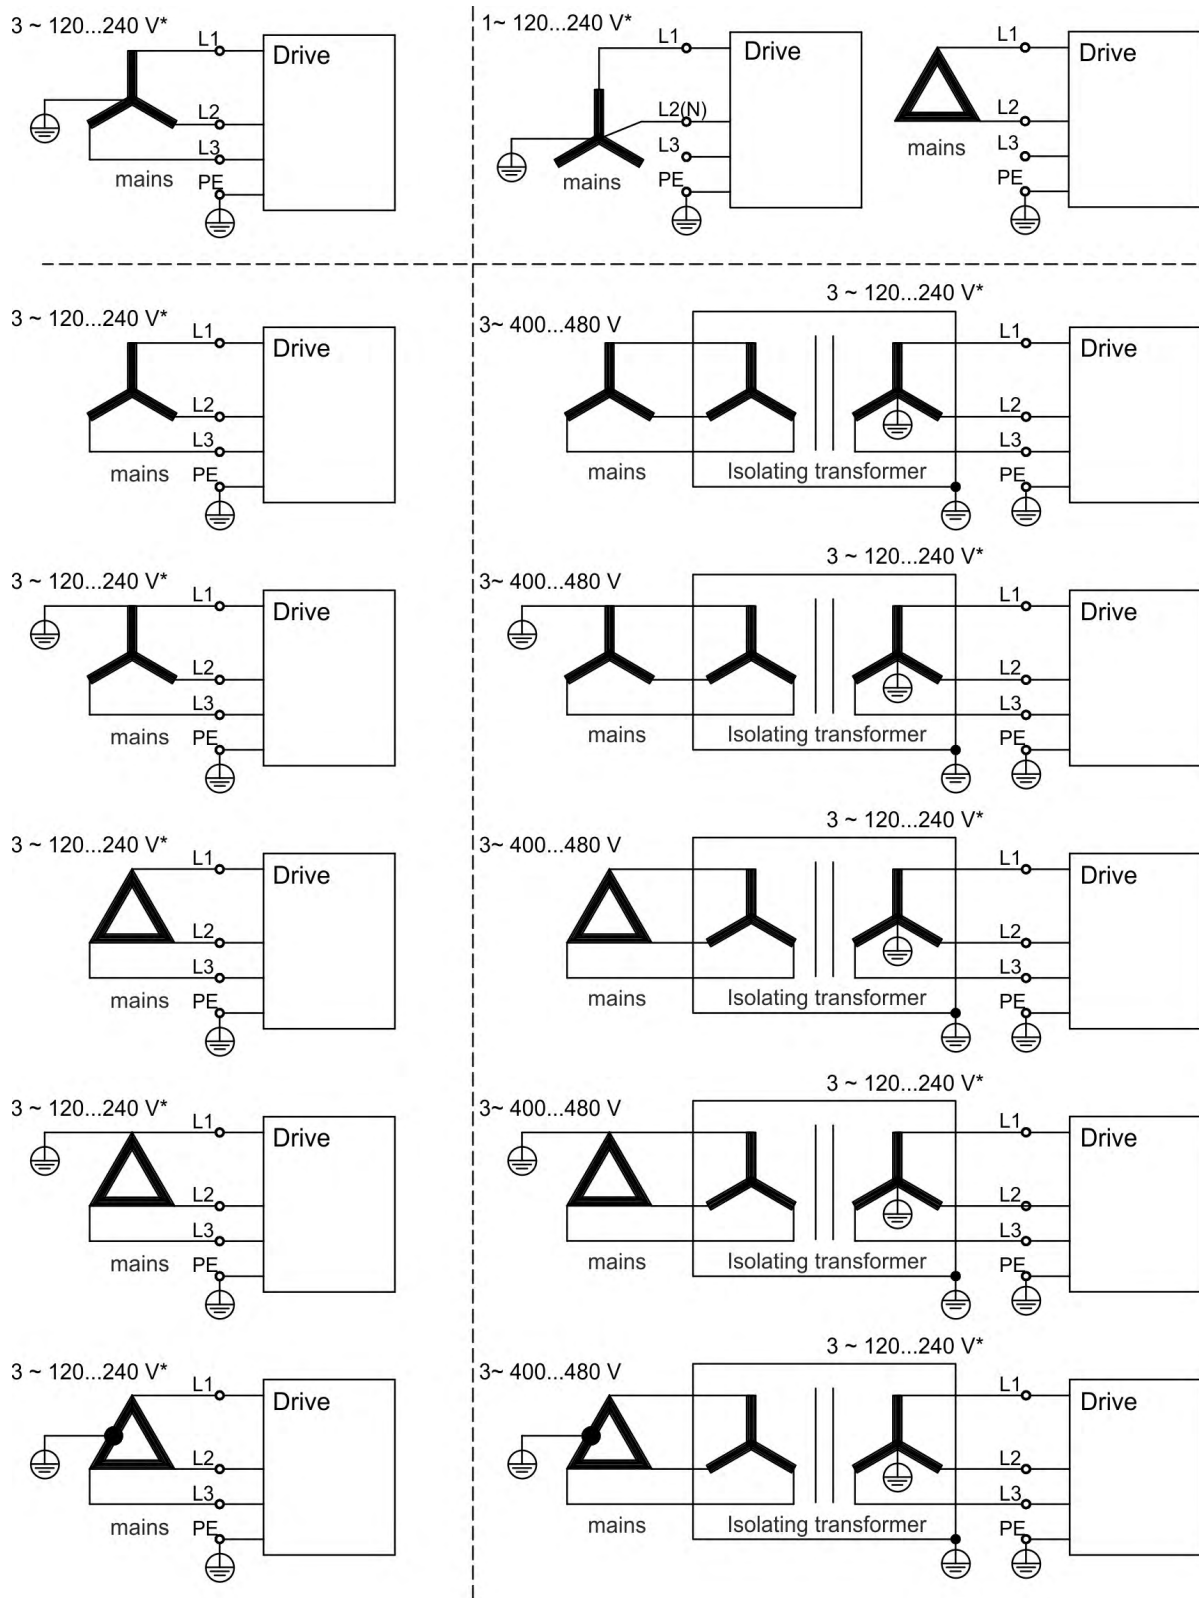 3 ~ 120...240 V*
L1
Drive
L2
L3
mains
PE
1~ 120...240 V*
L1
Drive
L2(N)
L3
mains
PE
L1
Drive
L2
mains
L3
PE
3 ~ 120...240 V*
L1
Drive
L2
L3
mains
PE
3 ~ 120...240 V*
3~ 400...480 V
L1
Drive
L2
L3
mains
Isolating transformer
PE
3 ~ 120...240 V*
L1
Drive
L2
L3
mains
PE
3 ~ 120...240 V*
3~ 400...480 V
L1
Drive
L2
L3
mains
Isolating transformer
PE
3 ~ 120...240 V*
L1
Drive
L2
L3
mains
PE
3 ~ 120...240 V*
3~ 400...480 V
L1
Drive
L2
L3
mains
Isolating transformer
PE
3 ~ 120...240 V*
L1
Drive
L2
L3
mains
PE
3 ~ 120...240 V*
3~ 400...480 V
L1
Drive
L2
L3
mains
Isolating transformer
PE
3 ~ 120...240 V*
L1
Drive
L2
L3
mains
PE
3 ~ 120...240 V*
3~ 400...480 V
L1
Drive
L2
L3
mains
Isolating transformer
PE